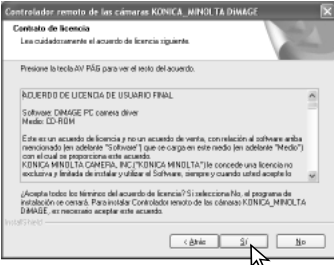 Controlador remoto de las cámaras KONICA_MINOLTA DiMAGE
Contrato de licencia
Lea cuidadosamente el acuerdo de licencia siguiente.
Presione la tecla AV PÁG para ver el resto del acuerdo.
ACUERDO DE LICENCIA DE USUARIO FINAL
Software: DiMAGE PC camera driver
Medio: CD-ROM
Este es un acuerdo de licencia y no un acuerdo de venta, con relación al software arriba
mencionado (en adelante "Software") que se carga en este medio (en adelante "Medio")
con el cual se proporciona este acuerdo.
KONICA MINOLTA CAMERA, INC.("KONICA MINOLTA") le concede una licencia no
exclusiva y limitada de instalar y utilizar el Software, siempre y cuando usted acepte lo
¿Acepta todos los términos del acuerdo de licencia? Si selecciona No, el programa de
instalación se cerrará. Para instalar Controlador remoto de las cámaras KONICA_MINOLTA
DiMAGE, es necesario aceptar este acuerdo.
InstallShield
< Atrás
Sí
No